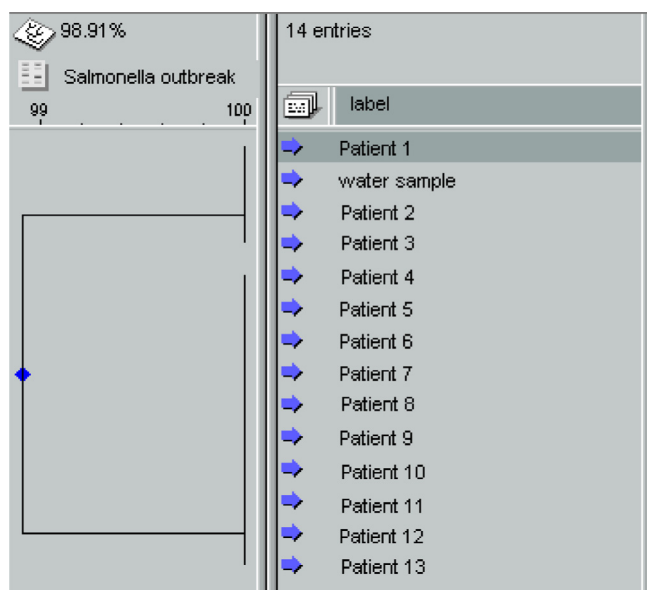 98.91%
14 entries
Salmonella outbreak
99 100
label
Patient 1
water sample
Patient 2
Patient 3
Patient 4
Patient 5
Patient 6
Patient 7
Patient 8
Patient 9
Patient 10
Patient 11
Patient 12
Patient 13